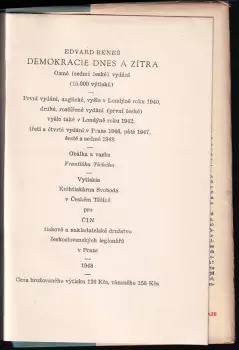 EDVARD BENEŠ
DEMOKRACIE DNES A ZÍTRA
Osmé (sedmé české) vydání
(15.000 výtisků)
První vydání, anglické, vyšlo v Londýně roku 1940,
druhé, rozšířené vydání (první české)
vyšlo také v Londýně roku 1942,
třetí a čtvrté vydání v Praze 1946, páté 1947,
šesté a sedmé 1948
Obálka a vazba
Františka Tichého
Vytiskla
Knihtiskárna Svoboda
v Českém Těšíně
pro
ČIN
tiskové a nakladatelské družstvo
československých legionářů
v Praze
1948
Cena brožovaného výtisku 120 Kčs, vázaného 156 Kčs